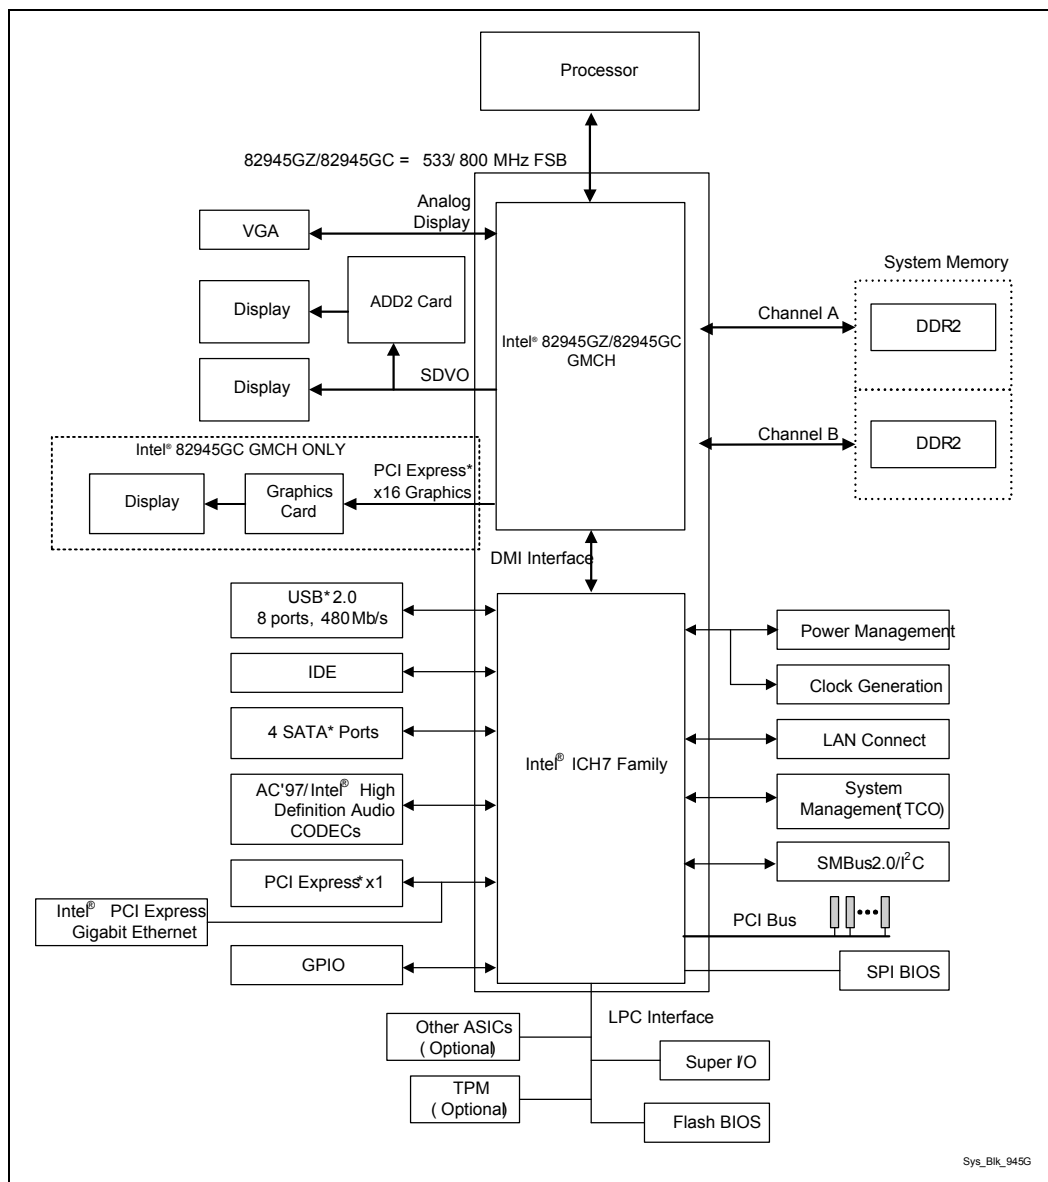 Processor
82945GZ/82945GC = 533/ 800 MHz FSB
Analog
Display
VGA
System Memory
ADD2 Card
Display
Channel A
DDR2
Intel® 82945GZ/82945GC
GMCH
SDVO
Display
Channel B
DDR2
Intel® 82945GC GMCH ONLY
PCI Express*
x16 Graphics
Display
Graphics
Card
DMI Interface
USB* 2.0
8 ports, 480Mb/s
Power Management
IDE
Clock Generation
4 SATA* Ports
LAN Connect
Intel® ICH7 Family
AC'97/Intel® High
Definition Audio
CODECs
System
Management(TCO)
SMBus2.0/I²C
PCI Express* x1
Intel® PCI Express
Gigabit Ethernet
PCI Bus
GPIO
SPI BIOS
LPC Interface
Other ASICs
( Optional)
Super I/O
TPM
( Optional)
Flash BIOS
Sys_Blk_945G